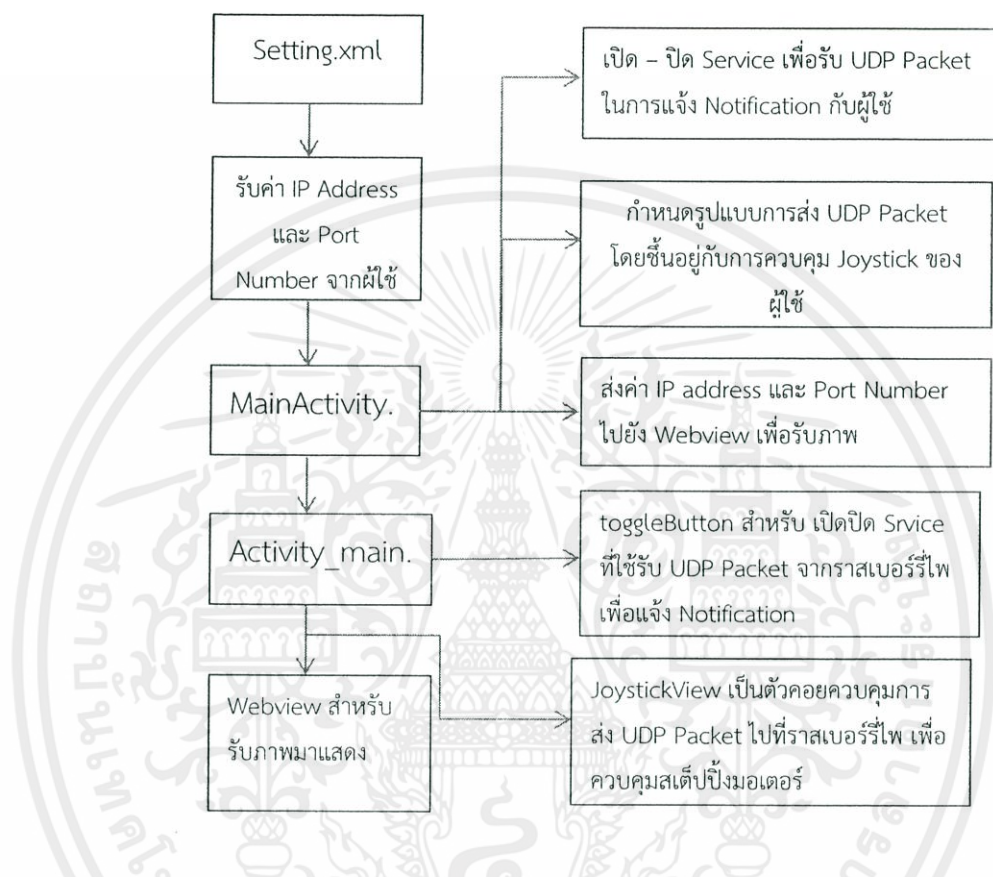 Setting.xml
รับค่า IP Address
และ Port
Number จากผู้ใช้
MainActivity.
Activity_main.
Webview สำหรับ
รับภาพมาแสดง
เปิด – ปิด Service เพื่อรับ UDP Packet
ในการแจ้ง Notification กับผู้ใช้
กำหนดรูปแบบการส่ง UDP Packet
โดยชึ้นอยู่กับการควบคุม Joystick ของ
ผู้ใช้
ส่งค่า IP address และ Port Number
ไปยัง Webview เพื่อรับภาพ
toggleButton สำหรับ เปิดปิด Srvice
ที่ใช้รับ UDP Packet จากราสเบอร์รี่ไพ
เพื่อแจ้ง Notification
JoystickView เป็นตัวคอยควบคุมการ
ส่ง UDP Packet ไปที่ราสเบอร์รี่ไพ เพื่อ
ควบคุมสเต็ปปิ้งมอเตอร์